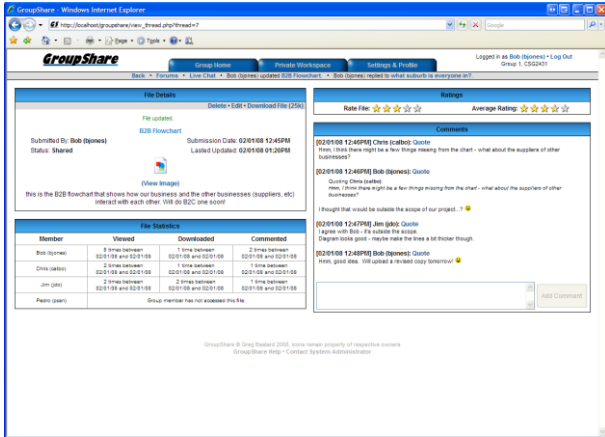 GroupShare - Windows Internet Explorer
http://localhost/groupshare/view_thread.php?thread=7
Google
Page
Tools
GroupShare
Group Home
Private Workspace
Settings & Profile
Logged in as Bob (bjones) • Log Out
Group 1, CSG2431
Back • Forums • Live Chat • Bob (bjones) updated B2B Flowchart. • Bob (bjones) replied to what suburb is everyone in?.
File Details
Delete • Edit • Download File (25k)
File updated.
B2B Flowchart
Submitted By: Bob (bjones)
Submission Date: 02/01/08 12:45PM
Status: Shared
Lasted Updated: 02/01/08 01:20PM
(View Image)
this is the B2B flowchart that shows how our business and the other businesses (suppliers, etc)
interact with each other. Will do B2C one soon!
File Statistics
Member Viewed Downloaded Commented
Bob (bjones) 8 times between 02/01/08 and 02/01/08 1 time between 02/01/08 and 02/01/08 2 times between 02/01/08 and 02/01/08
Chris (calbo) 2 times between 02/01/08 and 02/01/08 1 time between 02/01/08 and 02/01/08 1 times between 02/01/08 and 02/01/08
Jim (jdo) 2 times between 02/01/08 and 02/01/08 2 times between 02/01/08 and 02/01/08 1 times between 02/01/08 and 02/01/08
Pedro (psan) Group member has not accessed this file
Ratings
Rate File:
Average Rating:
Comments
[02/01/08 12:46PM] Chris (calbo): Quote
Hmm, I think there might be a few things missing from the chart - what about the suppliers of other
businesses?
[02/01/08 12:46PM] Bob (bjones): Quote
Quoting Chris (calbo)
Hmm, I think there might be a few things missing from the chart - what about the suppliers of other
businesses?
I thought that would be outside the scope of our project...?
[02/01/08 12:47PM] Jim (jdo): Quote
I agree with Bob - it's outside the scope.
Diagram looks good - maybe make the lines a bit thicker though.
[02/01/08 12:48PM] Bob (bjones): Quote
Hmm, good idea. Will upload a revised copy tomorrow!
Add Comment
GroupShare © Greg Baatard 2008, icons remain property of respective owners
GroupShare Help • Contact System Administrator